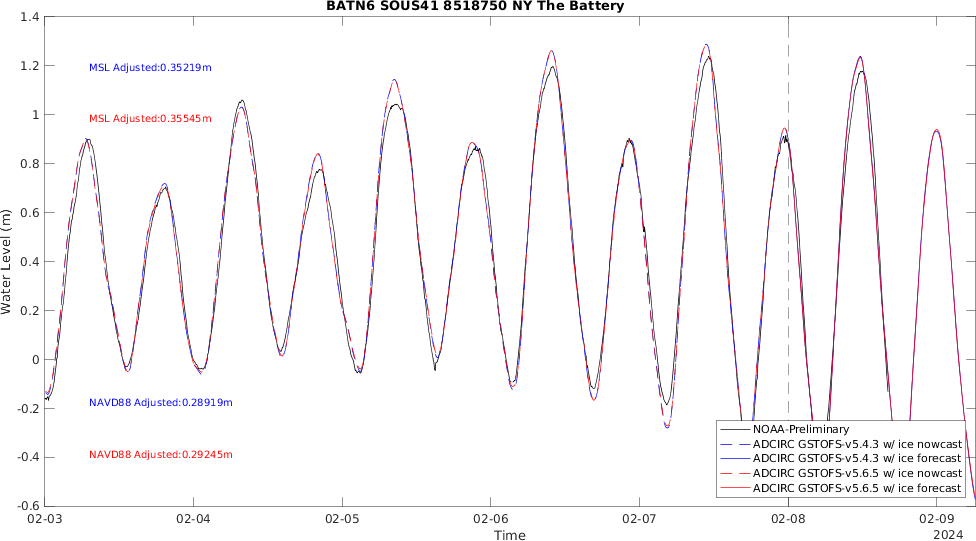 BATN6 SOUS41 8518750 NY The Battery
1.4
1.2
1
0.8
0.6
0.4
0.2
0
-0.2
-0.4
-0.6
Water Level (m)
MSL Adjusted:0.35219m
MSL Adjusted:0.35545m
NAVD88 Adjusted:0.28919m
NAVD88 Adjusted:0.29245m
NOAA-Preliminary
ADCIRC GSTOFS-v5.4.3 w/ ice nowcast
ADCIRC GSTOFS-v5.4.3 w/ ice forecast
ADCIRC GSTOFS-v5.6.5 w/ ice nowcast
ADCIRC GSTOFS-v5.6.5 w/ ice forecast
02-03 02-04 02-05 02-06 02-07 02-08 02-09
Time
2024